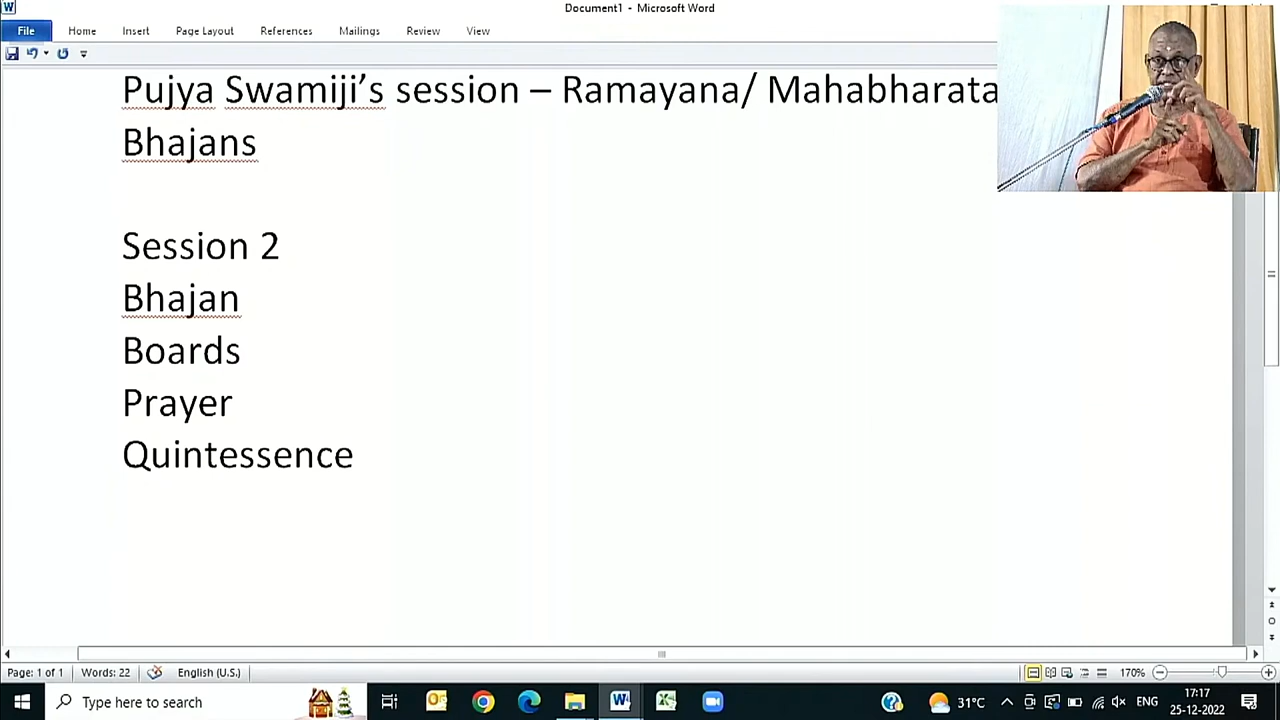 Document1 - Microsoft Word
File Home Insert Page Layout References Mailings Review View
Pujya Swamiji’s session – Ramayana/ Mahabharata
Bhajans
Session 2
Bhajan
Boards
Prayer
Quintessence
Page: 1 of 1 Words: 22 English (U.S.) 170%
Type here to search 31°C ENG 17:17
25-12-2022